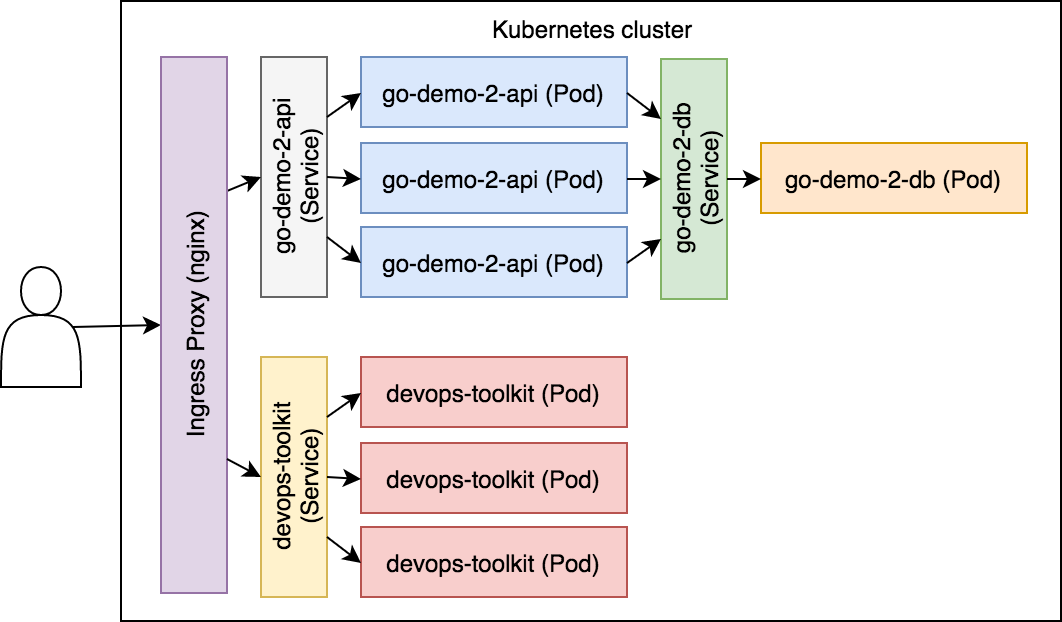 Kubernetes cluster
Ingress Proxy (nginx)
go-demo-2-api
(Service)
go-demo-2-api (Pod)
go-demo-2-api (Pod)
go-demo-2-api (Pod)
go-demo-2-db
(Service)
go-demo-2-db (Pod)
devops-toolkit
(Service)
devops-toolkit (Pod)
devops-toolkit (Pod)
devops-toolkit (Pod)